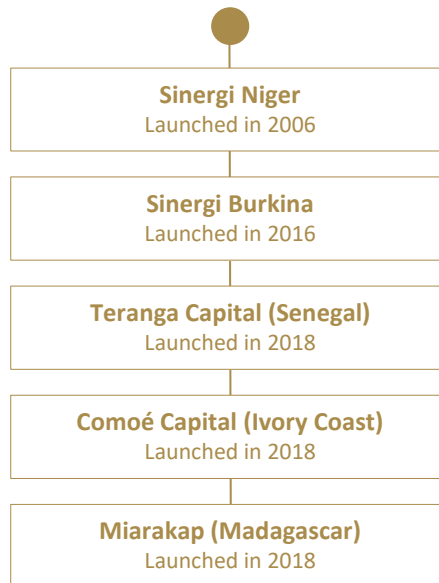 Sinergi Niger
Launched in 2006
Sinergi Burkina
Launched in 2016
Teranga Capital (Senegal)
Launched in 2018
Comoé Capital (Ivory Coast)
Launched in 2018
Miarakap (Madagascar)
Launched in 2018